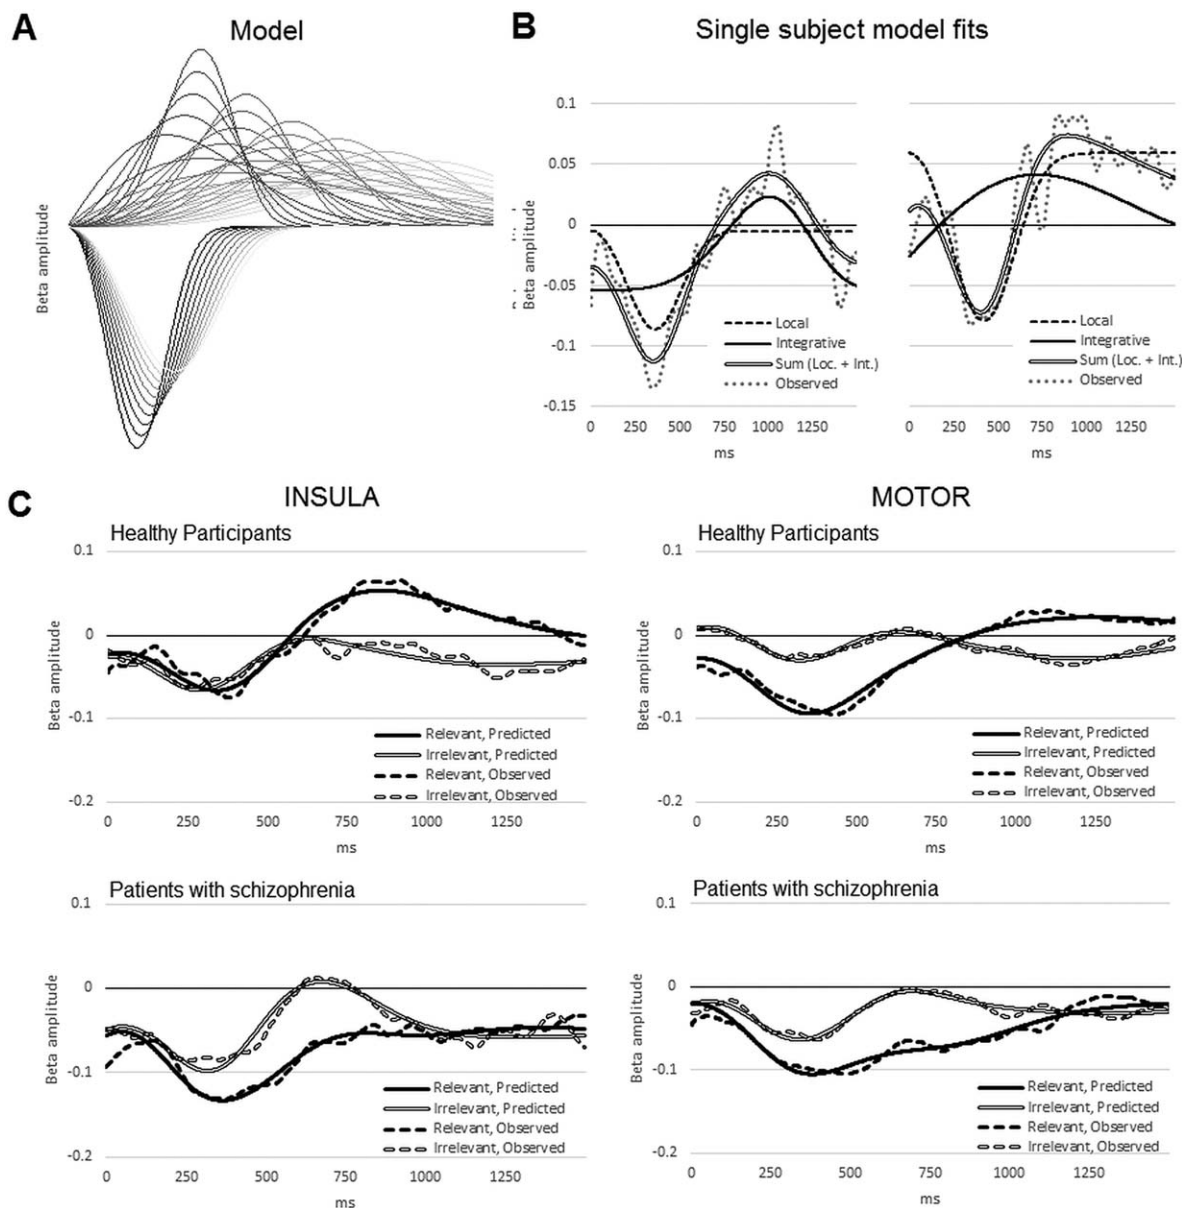 A
Model
Beta amplitude
B
Single subject model fits
0.1
0.05
0
-0.05
-0.1
-0.15
Beta amplitude
Local
Integrative
Sum (Loc. + Int.)
Observed
0 250 500 750 1000 1250
ms
Local
Integrative
Sum (Loc. + Int.)
Observed
0 250 500 750 1000 1250
ms
C
INSULA
Healthy Participants
0.1
0
-0.1
-0.2
Beta amplitude
Relevant, Predicted
Irrelevant, Predicted
Relevant, Observed
Irrelevant, Observed
0 250 500 750 1000 1250
ms
MOTOR
Healthy Participants
0.1
0
-0.1
-0.2
Beta amplitude
Relevant, Predicted
Irrelevant, Predicted
Relevant, Observed
Irrelevant, Observed
0 250 500 750 1000 1250
ms
Patients with schizophrenia
0.1
0
-0.1
-0.2
Beta amplitude
Relevant, Predicted
Irrelevant, Predicted
Relevant, Observed
Irrelevant, Observed
0 250 500 750 1000 1250
ms
Patients with schizophrenia
0.1
0
-0.1
-0.2
Beta amplitude
Relevant, Predicted
Irrelevant, Predicted
Relevant, Observed
Irrelevant, Observed
0 250 500 750 1000 1250
ms